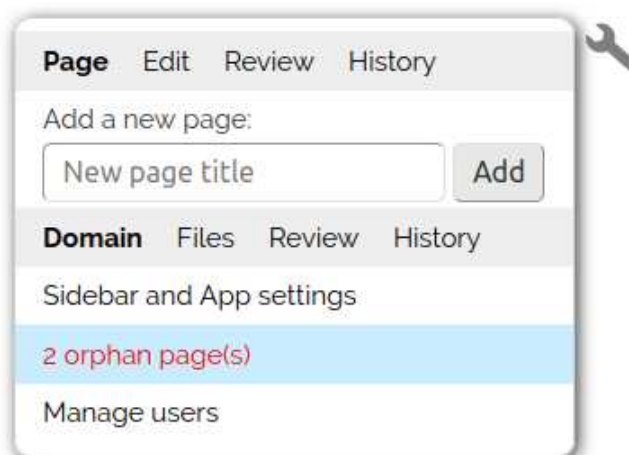 Page Edit Review History
Add a new page:
New page title Add
Domain Files Review History
Sidebar and App settings
2 orphan page(s)
Manage users